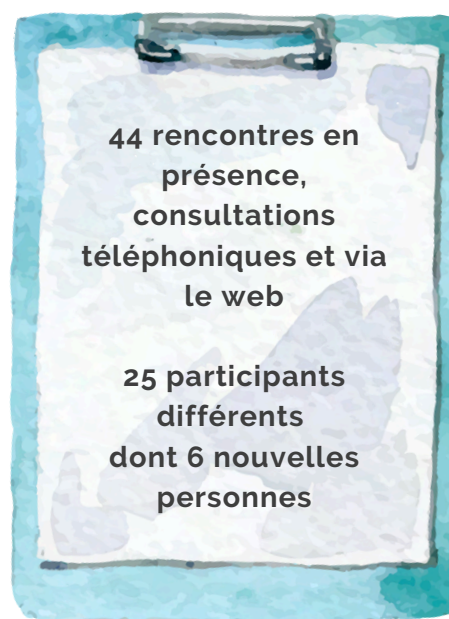 44 rencontres en
présence,
consultations
téléphoniques et via
le web
25 participants
différents
dont 6 nouvelles
personnes